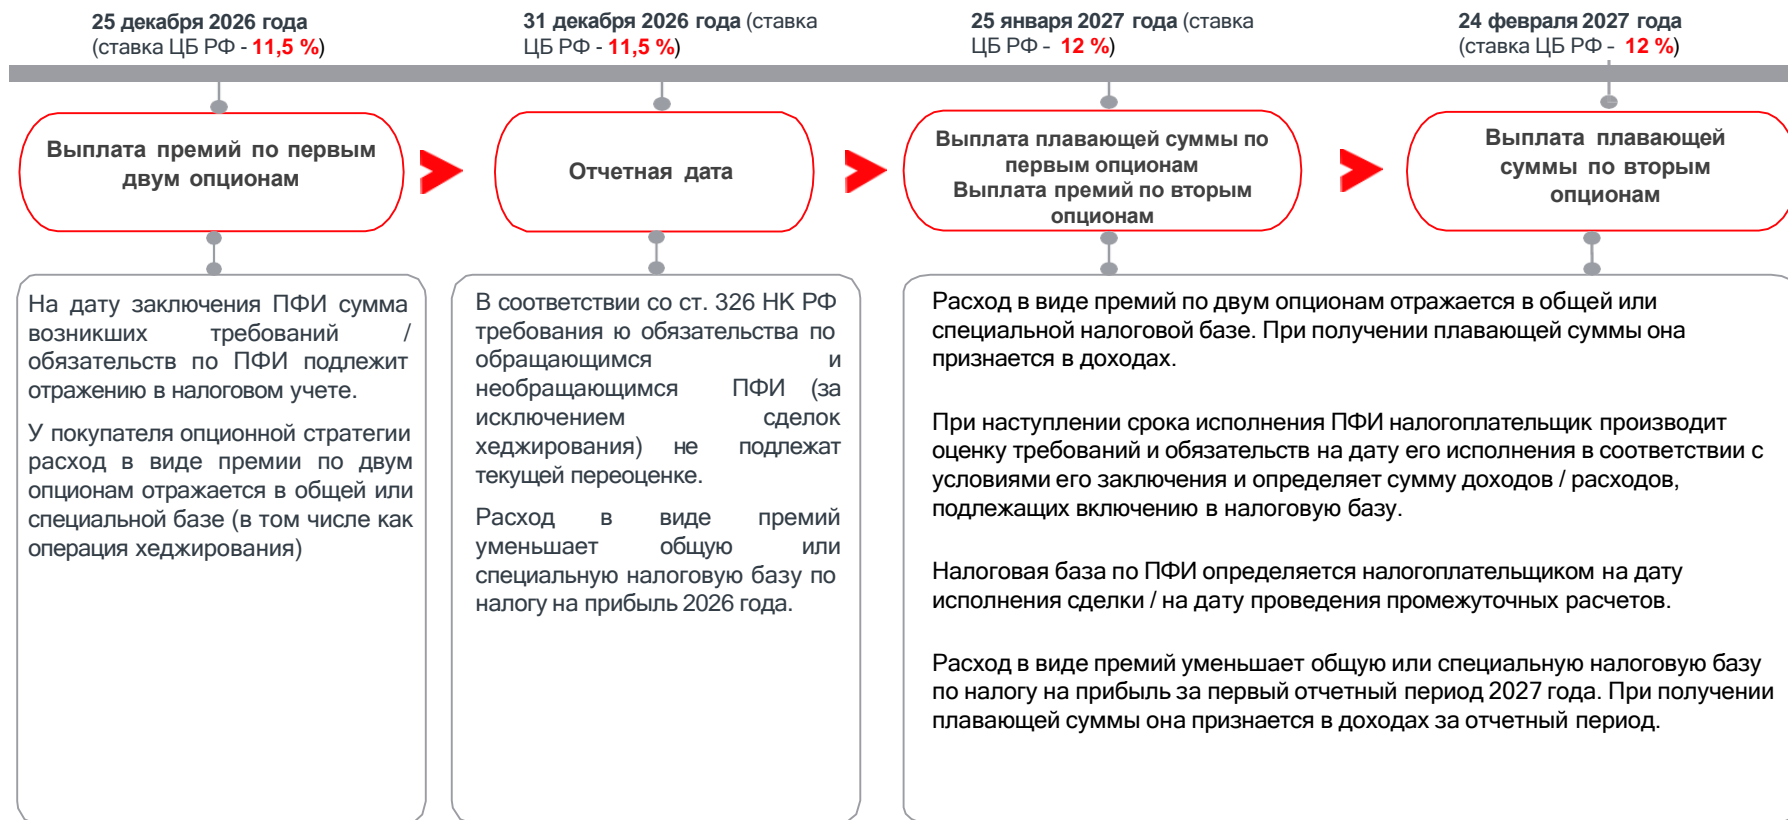 25 декабря 2026 года
(ставка ЦБ РФ - 11,5 %)
31 декабря 2026 года (ставка
ЦБ РФ - 11,5 %)
25 января 2027 года (ставка
ЦБ РФ - 12 %)
24 февраля 2027 года
(ставка ЦБ РФ - 12 %)
Выплата премий по первым
двум опционам
Отчетная дата
Выплата плавающей суммы по
первым опционам
Выплата премий по вторым
опционам
Выплата плавающей
суммы по вторым
опционам
На дату заключения ПФИ сумма
возникших требований /
обязательств по ПФИ подлежит
отражению в налоговом учете.
У покупателя опционной стратегии
расход в виде премии по двум
опционам отражается в общей или
специальной базе (в том числе как
операция хеджирования)
В соответствии со ст. 326 НК РФ
требования ю обязательства по
обращающимся и
необращающимся ПФИ (за
исключением сделок
хеджирования) не подлежат
текущей переоценке.
Расход в виде премий
уменьшает общую или
специальную налоговую базу по
налогу на прибыль 2026 года.
Расход в виде премий по двум опционам отражается в общей или
специальной налоговой базе. При получении плавающей суммы она
признается в доходах.
При наступлении срока исполнения ПФИ налогоплательщик производит
оценку требований и обязательств на дату его исполнения в соответствии с
условиями его заключения и определяет сумму доходов / расходов,
подлежащих включению в налоговую базу.
Налоговая база по ПФИ определяется налогоплательщиком на дату
исполнения сделки / на дату проведения промежуточных расчетов.
Расход в виде премий уменьшает общую или специальную налоговую базу
по налогу на прибыль за первый отчетный период 2027 года. При получении
плавающей суммы она признается в доходах за отчетный период.